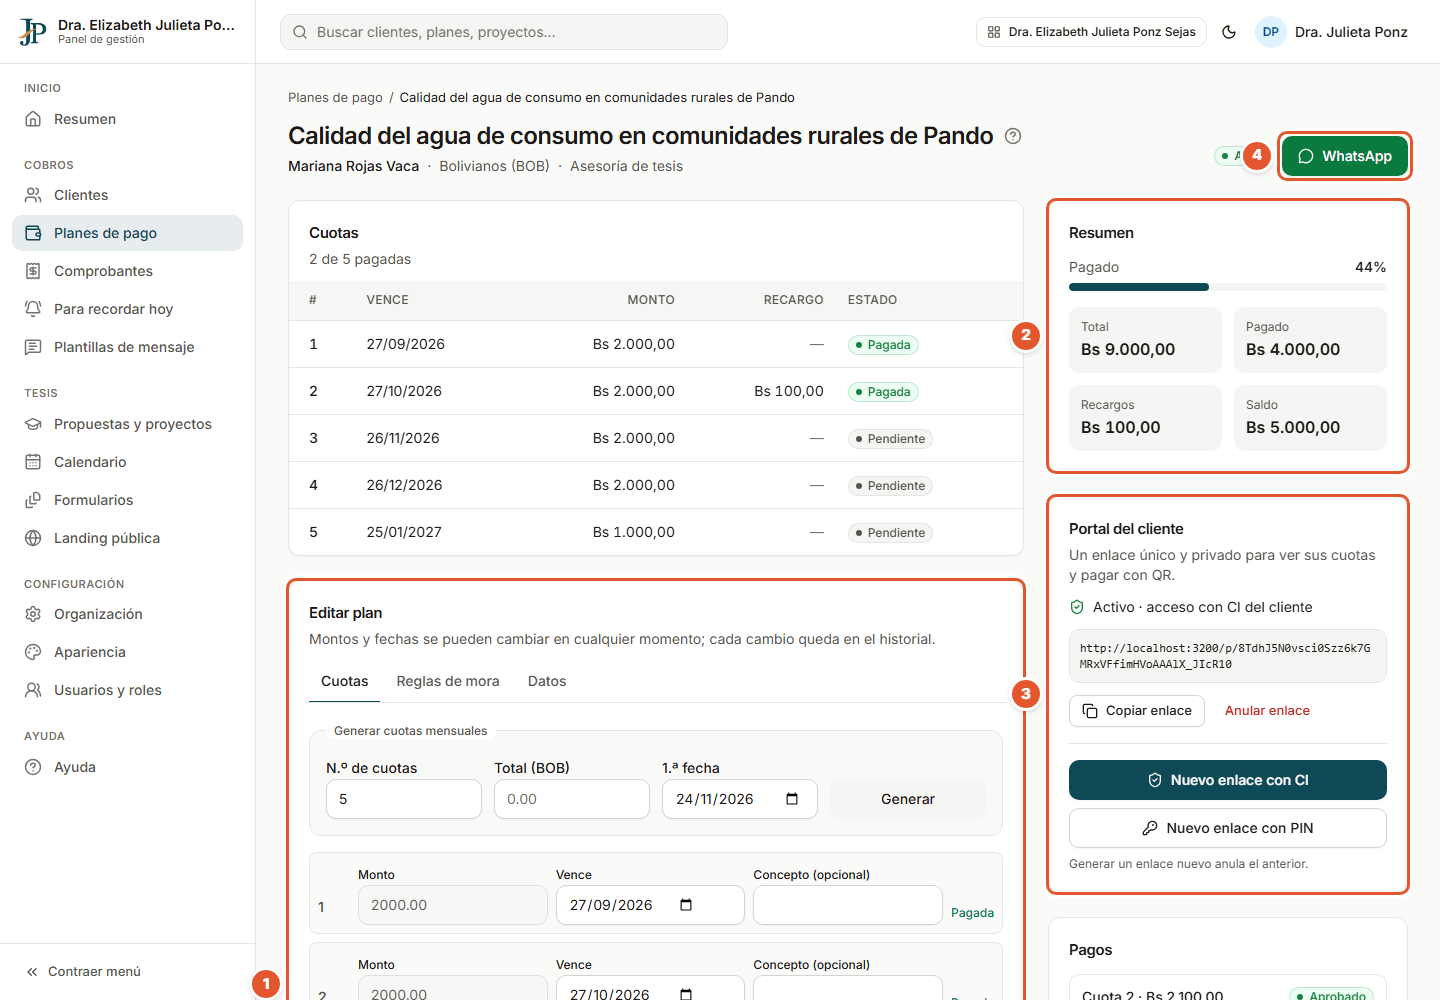 JP
Dra. Elizabeth Julieta Po...
Panel de gestión
Buscar clientes, planes, proyectos...
Dra. Elizabeth Julieta Ponz Sejas
DP
Dra. Julieta Ponz
INICIO
Resumen
COBROS
Clientes
Planes de pago
Comprobantes
Para recordar hoy
Plantillas de mensaje
TESIS
Propuestas y proyectos
Calendario
Formularios
Landing pública
CONFIGURACIÓN
Organización
Apariencia
Usuarios y roles
AYUDA
Ayuda
Contraer menú
Planes de pago / Calidad del agua de consumo en comunidades rurales de Pando
Calidad del agua de consumo en comunidades rurales de Pando
Mariana Rojas Vaca · Bolivianos (BOB) · Asesoría de tesis
4
WhatsApp
Cuotas
2 de 5 pagadas
# VENCE MONTO RECARGO ESTADO
1 27/09/2026 Bs 2.000,00 — Pagada
2 27/10/2026 Bs 2.000,00 Bs 100,00 Pagada
3 26/11/2026 Bs 2.000,00 — Pendiente
4 26/12/2026 Bs 2.000,00 — Pendiente
5 25/01/2027 Bs 1.000,00 — Pendiente
Editar plan
Montos y fechas se pueden cambiar en cualquier momento; cada cambio queda en el historial.
Cuotas Reglas de mora Datos
Generar cuotas mensuales
N.º de cuotas Total (BOB) 1.ª fecha
5 0.00 24/11/2026 Generar
Monto Vence Concepto (opcional)
1 2000.00 27/09/2026 Pagada
Monto Vence Concepto (opcional)
2 2000.00 27/10/2026
1
2
Resumen
Pagado 44%
Total
Bs 9.000,00
Pagado
Bs 4.000,00
Recargos
Bs 100,00
Saldo
Bs 5.000,00
3
Portal del cliente
Un enlace único y privado para ver sus cuotas
y pagar con QR.
Activo · acceso con CI del cliente
http://localhost:3200/p/8TdhJ5N0vsci0Szz6k7G
MRxVFfimHVoAAAlX_JIcR10
Copiar enlace
Anular enlace
Nuevo enlace con CI
Nuevo enlace con PIN
Generar un enlace nuevo anula el anterior.
Pagos
Cuota 2 · Bs 2.100,00 Aprobado